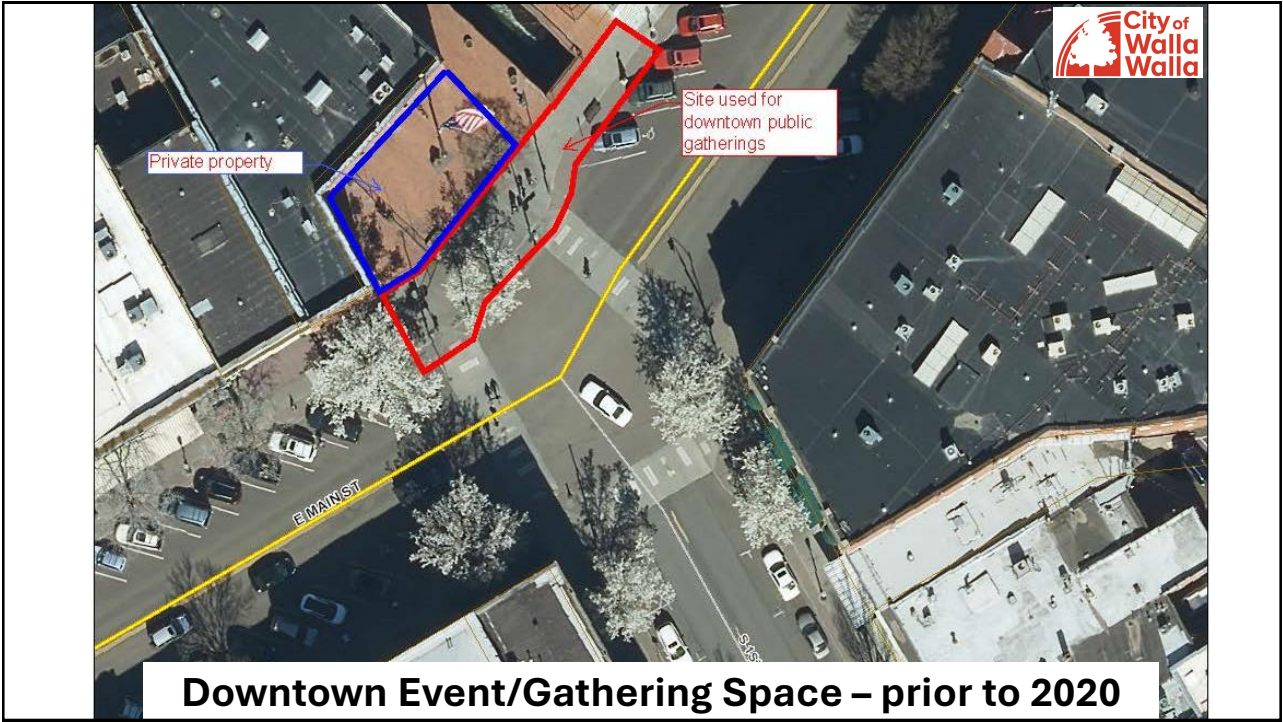 City of
Walla
Walla
Site used for
downtown public
gatherings
Private property
E MAIN ST
S 1S
Downtown Event/Gathering Space – prior to 2020